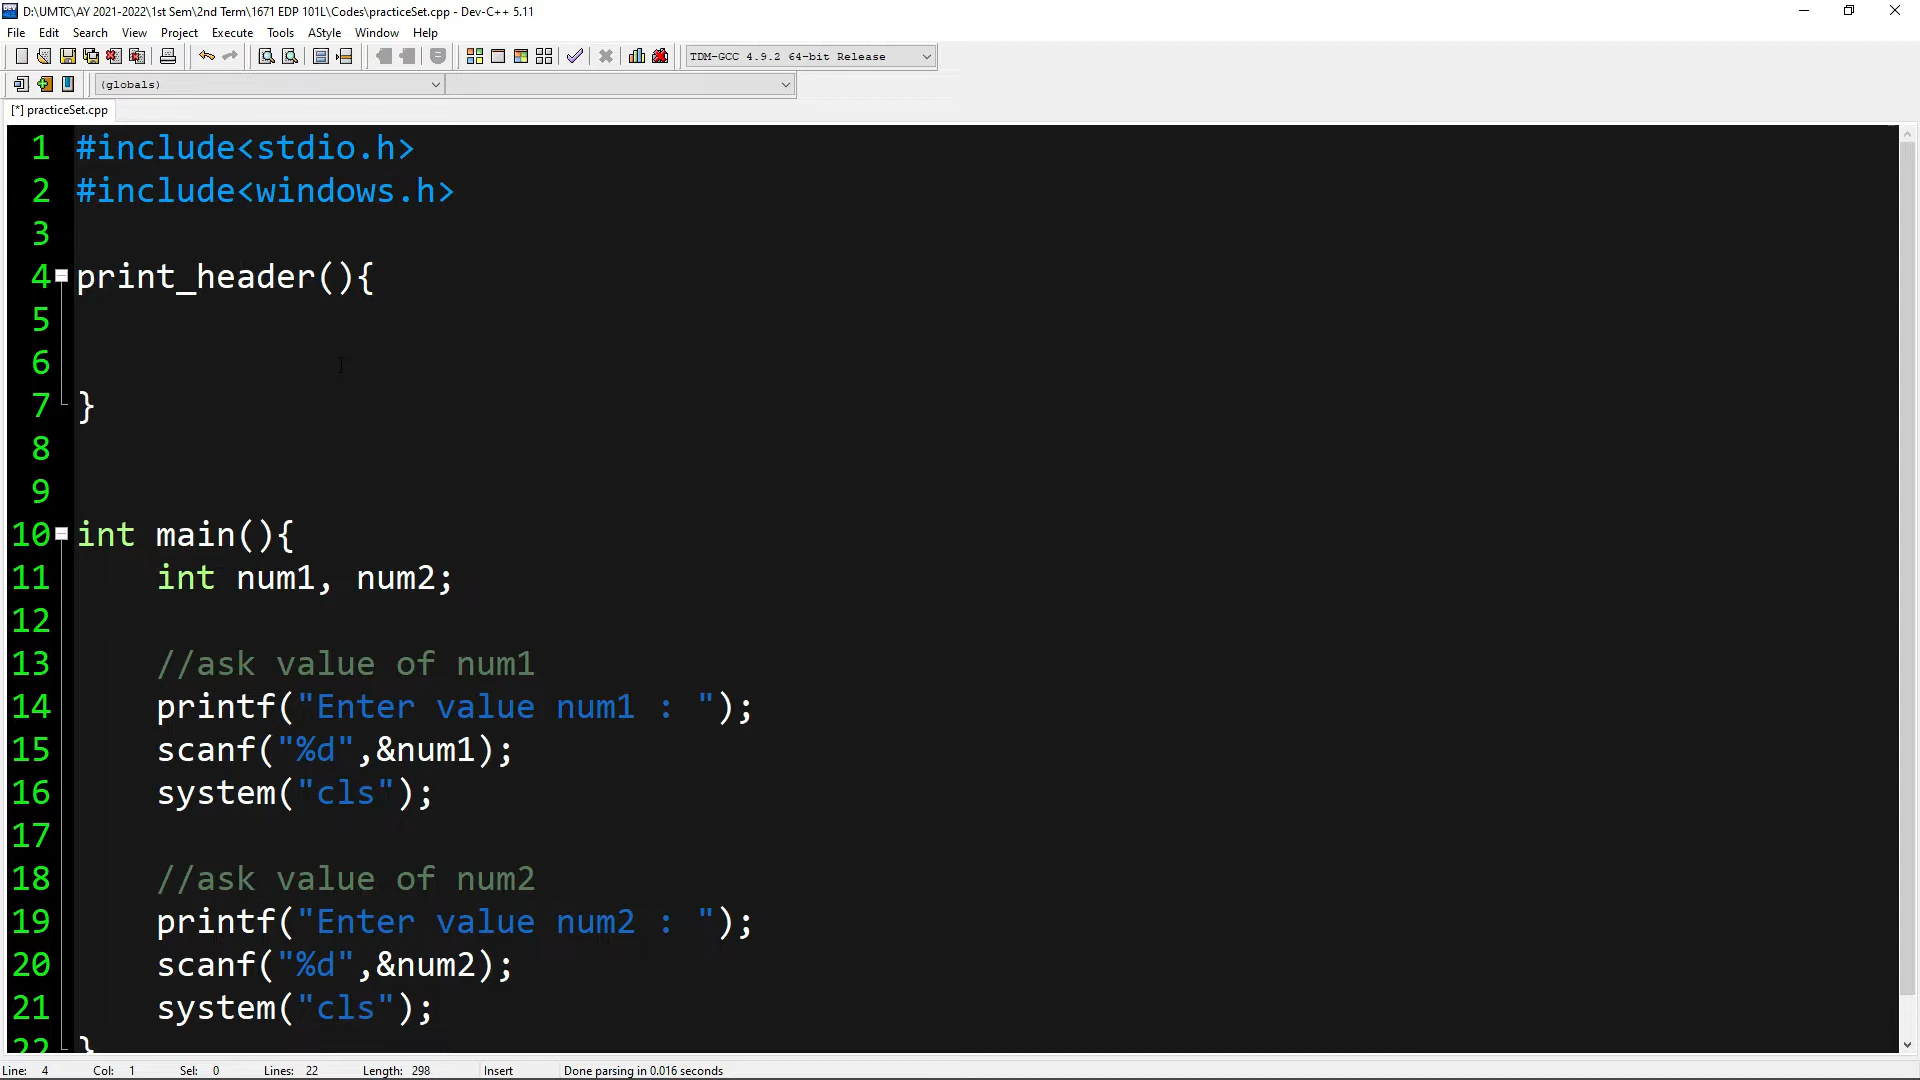 D:\UMTC\AY 2021-2022\1st Sem\2nd Term\1671 EDP 101L\Codes\practiceSet.cpp - Dev-C++ 5.11
File Edit Search View Project Execute Tools AStyle Window Help
TDM-GCC 4.9.2 64-bit Release
(globals)
[*] practiceSet.cpp
1 #include<stdio.h>
2 #include<windows.h>
3
4 print_header(){
5
6
7 }
8
9
10 int main(){
11 int num1, num2;
12
13 //ask value of num1
14 printf("Enter value num1 : ");
15 scanf("%d",&num1);
16 system("cls");
17
18 //ask value of num2
19 printf("Enter value num2 : ");
20 scanf("%d",&num2);
21 system("cls");
22 }
Line: 4 Col: 1 Sel: 0 Lines: 22 Length: 298 Insert Done parsing in 0.016 seconds